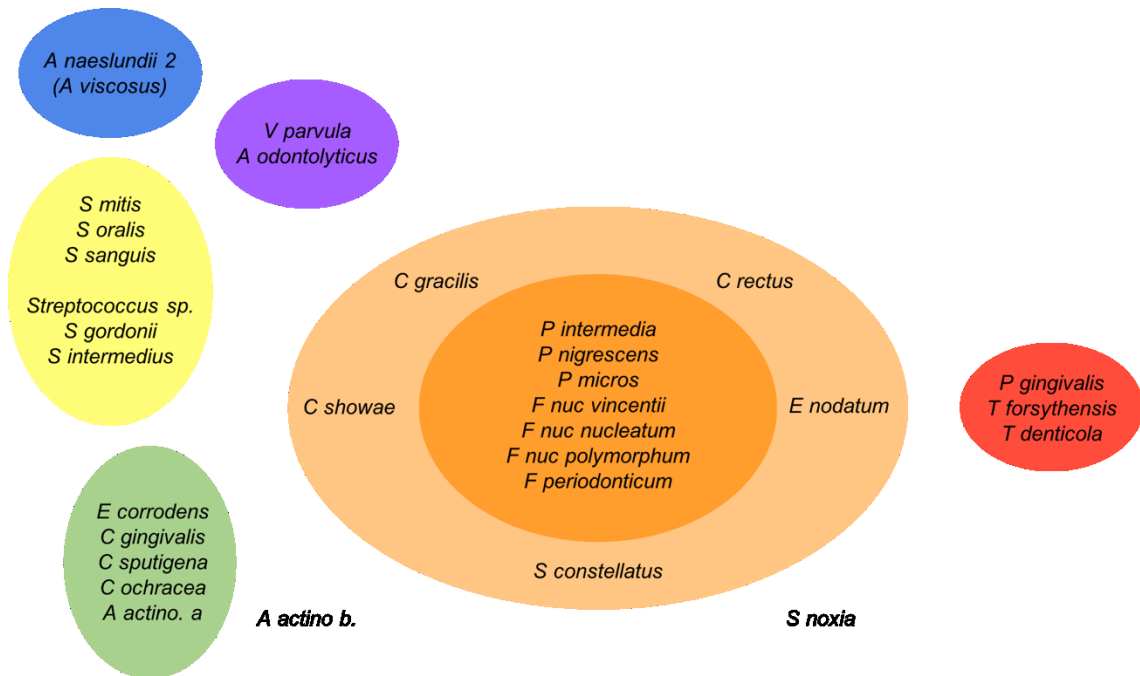 A naeslundii 2
(A viscosus)
V parvula
A odontolyticus
S mitis
S oralis
S sanguis
Streptococcus sp.
S gordonii
S intermedius
C gracilis
C rectus
P intermedia
P nigrescens
P micros
F nuc vincentii
F nuc nucleatum
F nuc polymorphum
F periodonticum
C showae
E nodatum
S constellatus
P gingivalis
T forsythensis
T denticola
E corrodens
C gingivalis
C sputigena
C ochracea
A actino. a
A actino b.
S noxia